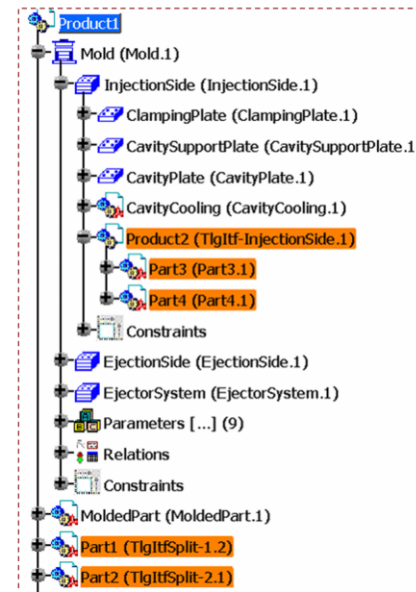 Product1
Mold (Mold.1)
InjectionSide (InjectionSide.1)
ClampingPlate (ClampingPlate.1)
CavitySupportPlate (CavitySupportPlate.1
CavityPlate (CavityPlate.1)
CavityCooling (CavityCooling.1)
Product2 (TlgItf-InjectionSide.1)
Part3 (Part3.1)
Part4 (Part4.1)
Constraints
EjectionSide (EjectionSide.1)
EjectorSystem (EjectorSystem.1)
Parameters [...] (9)
Relations
Constraints
MoldedPart (MoldedPart.1)
Part1 (TlgItfSplit-1.2)
Part2 (TlgItfSplit-2.1)